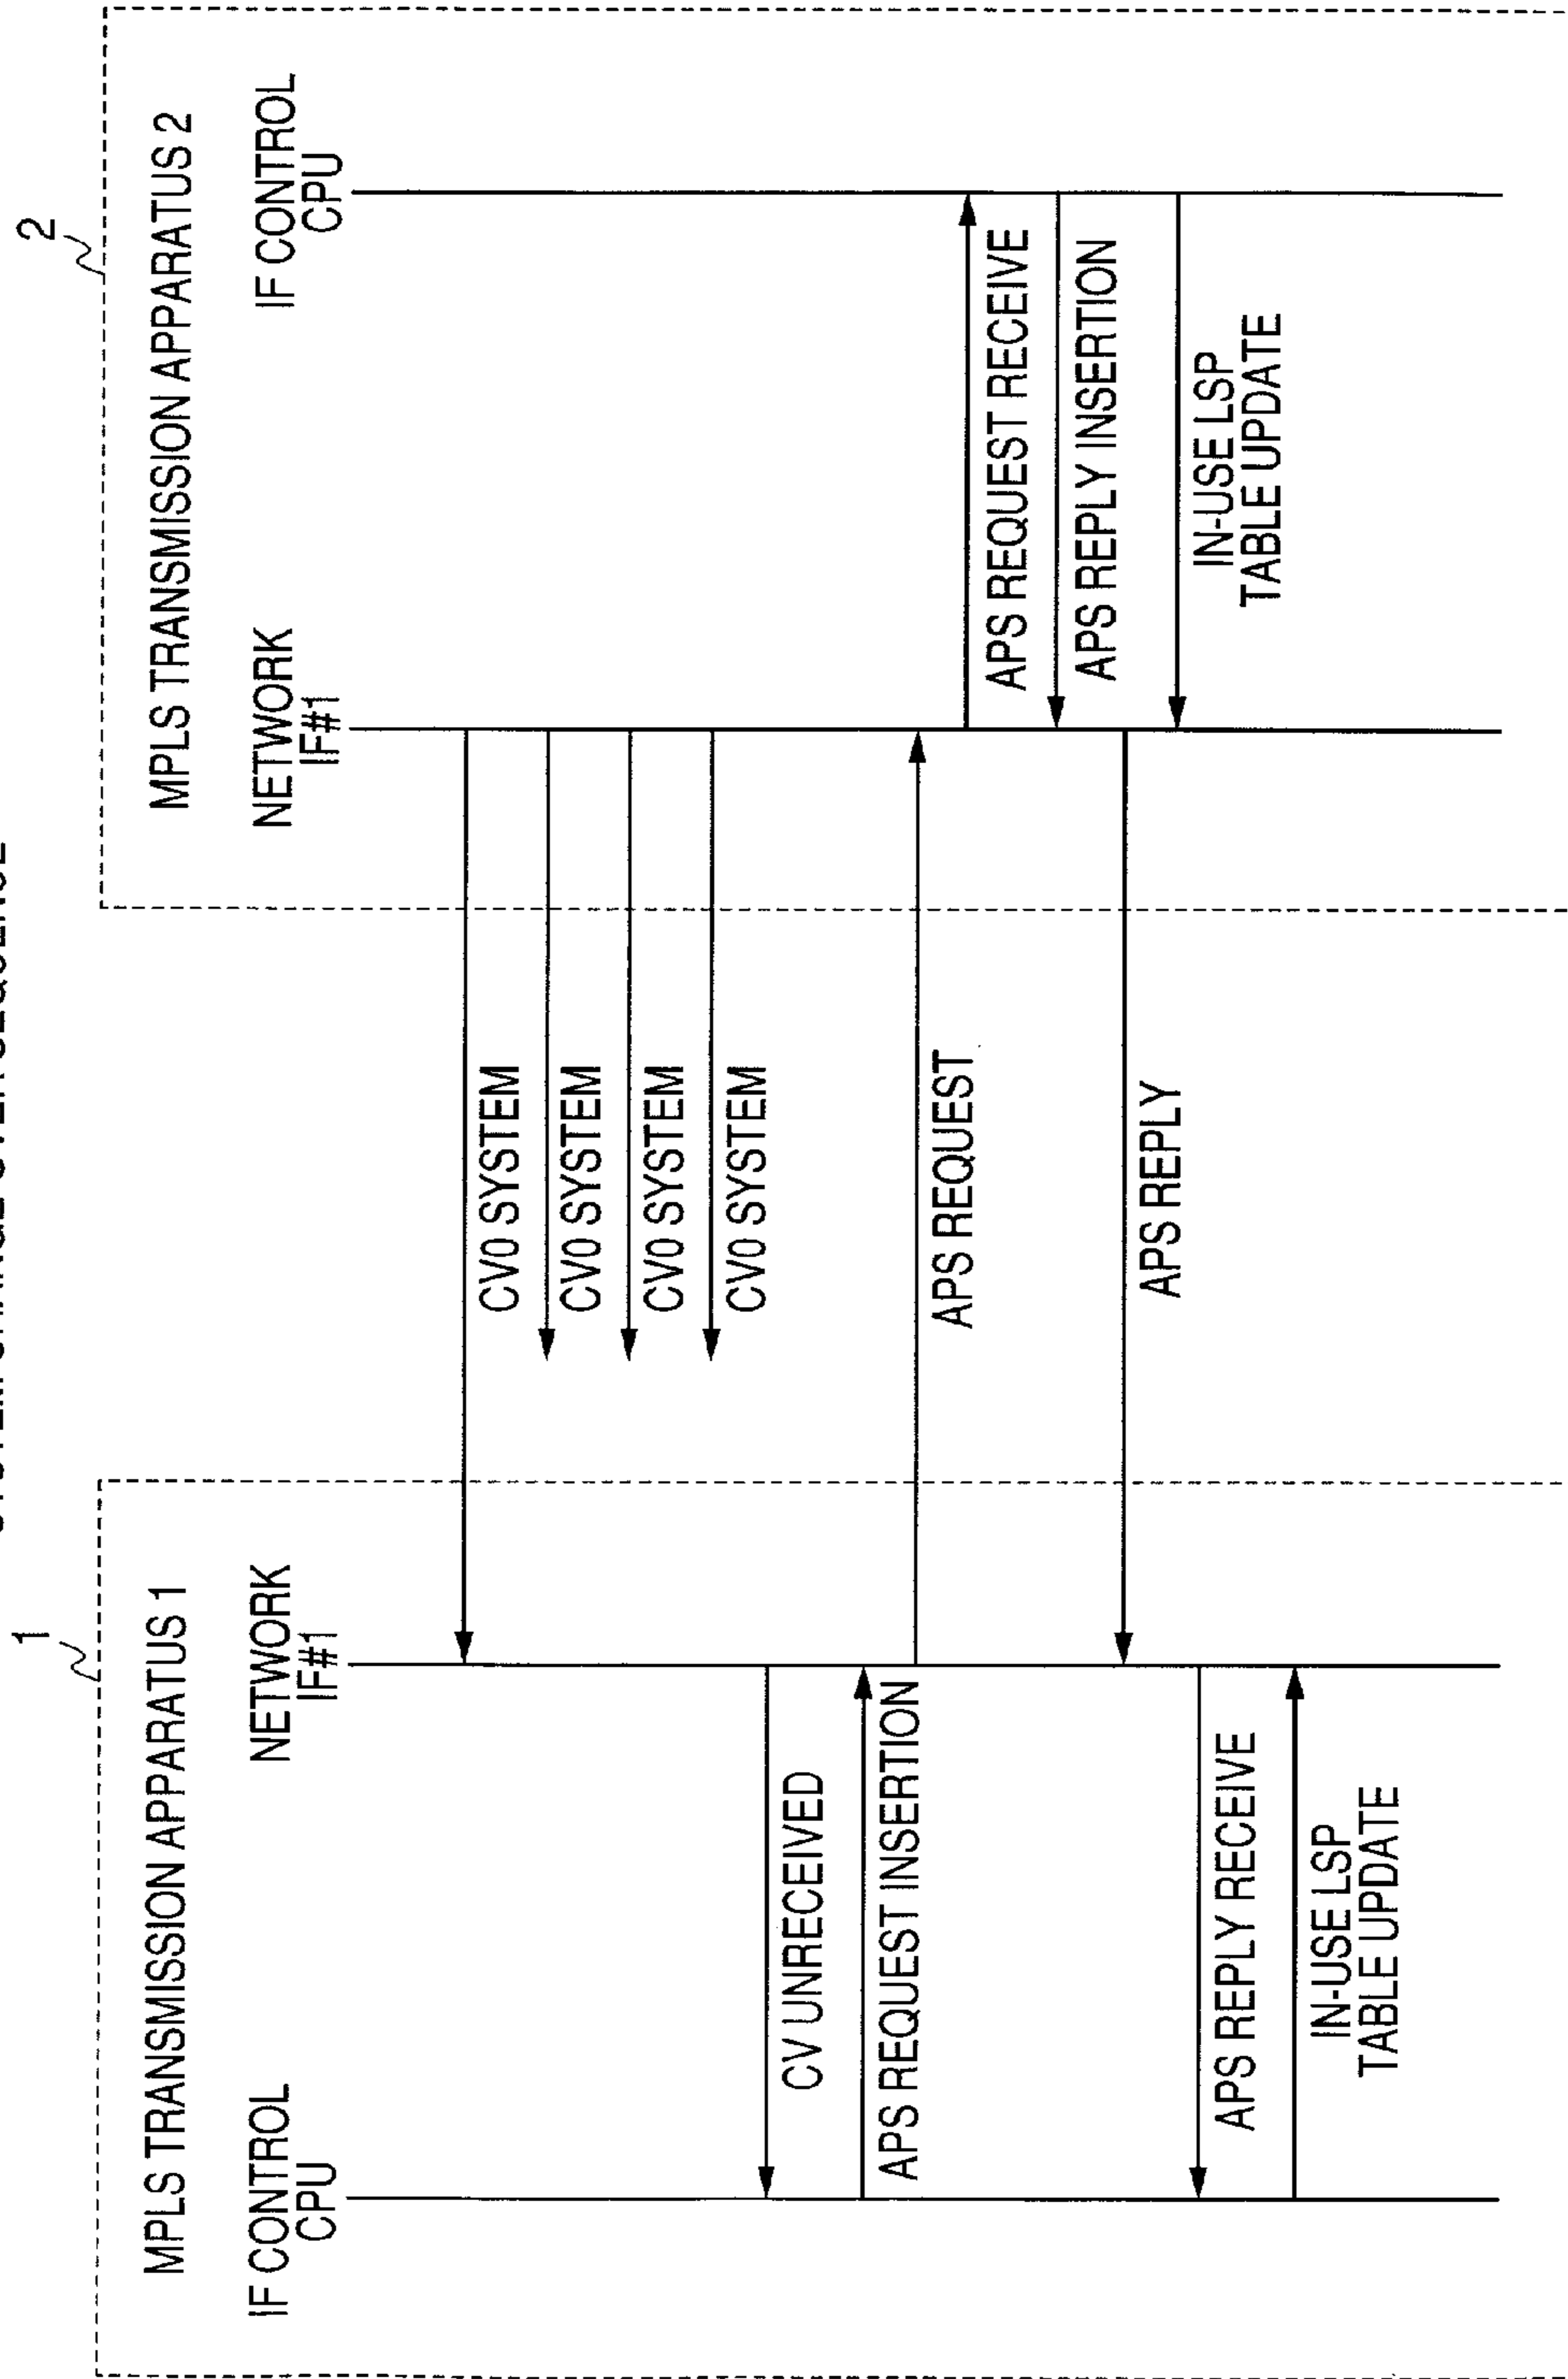 1
2
MPLS TRANSMISSION APPARATUS 1
MPLS TRANSMISSION APPARATUS 2
IF CONTROL
CPU
NETWORK
IF#1
NETWORK
IF#1
IF CONTROL
CPU
CV0 SYSTEM
CV0 SYSTEM
CV0 SYSTEM
CV0 SYSTEM
CV UNRECEIVED
APS REQUEST INSERTION
APS REQUEST
APS REQUEST RECEIVE
APS REPLY INSERTION
APS REPLY
IN-USE LSP
TABLE UPDATE
APS REPLY RECEIVE
IN-USE LSP
TABLE UPDATE